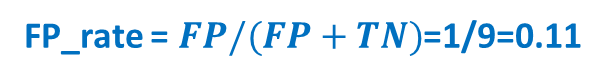 FP_rate = FP/(FP + TN)=1/9=0.11